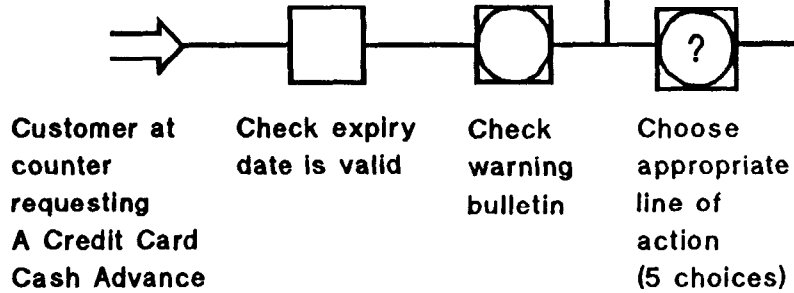 ?
Customer at
counter
requesting
A Credit Card
Cash Advance
Check expiry
date is valid
Check
warning
bulletin
Choose
appropriate
line of
action
(5 choices)